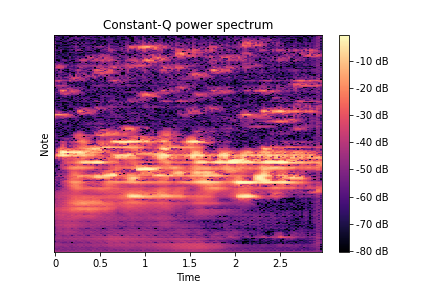 Constant-Q power spectrum
Note
-10 dB
-20 dB
-30 dB
-40 dB
-50 dB
-60 dB
-70 dB
-80 dB
0 0.5 1 1.5 2 2.5
Time